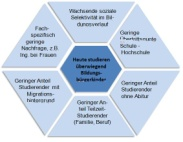 Wachsende soziale
Selektivität im Bil-
dungsverlauf
Fach-
spezifisch
geringe
Nachfrage, z.B.
Ing. bei Frauen
Geringe
Schule -
Hochschule
Heute studieren
überwiegend
Bildungs-
bürgerkinder
Geringer Anteil
Studierender
mit
Migrations-
hintergrund
Geringer Anteil
Studierender
ohne Abitur
Geringer An-
teil Teilzeit-
Studierender
(Familie, Beruf)